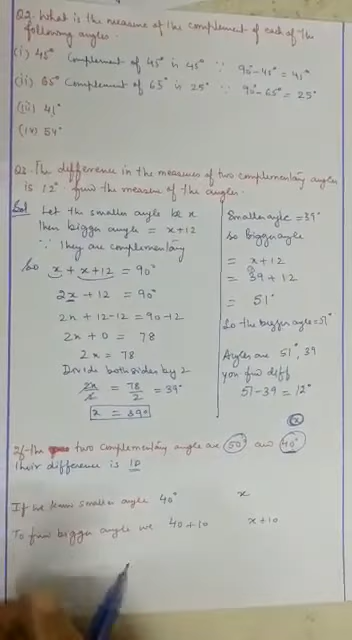 Q2. What is the measure of the complement of each of the
following angles.
(i) 45° Complement of 45° is 45° ∵ 90° - 45° = 45°
(ii) 65° Complement of 65° is 25° ∵ 90° - 65° = 25°
(iii) 41°
(iv) 54°
Q3. The difference in the measures of two complementary angles
is 12° find the measure of the angles.
Sol Let the smaller angle be x
Then bigger angle = x+12
∵ They are complementary
So x + x+12 = 90°
2x + 12 = 90°
2x + 12-12 = 90-12
2x + 0 = 78
2x = 78
Divide both sides by 2
2x/2 = 78/2 = 39°
x = 39°
Smaller angle = 39°
So bigger angle
= x+12
= 39+12
= 51°
So the bigger angle = 51°
Angles are 51°, 39
you find diff
51-39 = 12°
x
If the two complementary angle are 50° and 40°
Their difference is 10
If we know smaller angle 40° x
To find bigger angle we 40+10 x+10